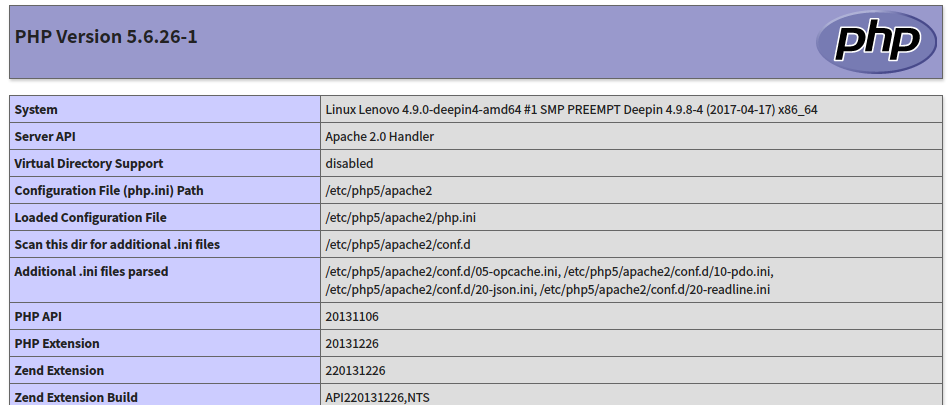 PHP Version 5.6.26-1
php
System Linux Lenovo 4.9.0-deepin4-amd64 #1 SMP PREEMPT Deepin 4.9.8-4 (2017-04-17) x86_64
Server API Apache 2.0 Handler
Virtual Directory Support disabled
Configuration File (php.ini) Path /etc/php5/apache2
Loaded Configuration File /etc/php5/apache2/php.ini
Scan this dir for additional .ini files /etc/php5/apache2/conf.d
Additional .ini files parsed /etc/php5/apache2/conf.d/05-opcache.ini, /etc/php5/apache2/conf.d/10-pdo.ini,
/etc/php5/apache2/conf.d/20-json.ini, /etc/php5/apache2/conf.d/20-readline.ini
PHP API 20131106
PHP Extension 20131226
Zend Extension 220131226
Zend Extension Build API220131226,NTS